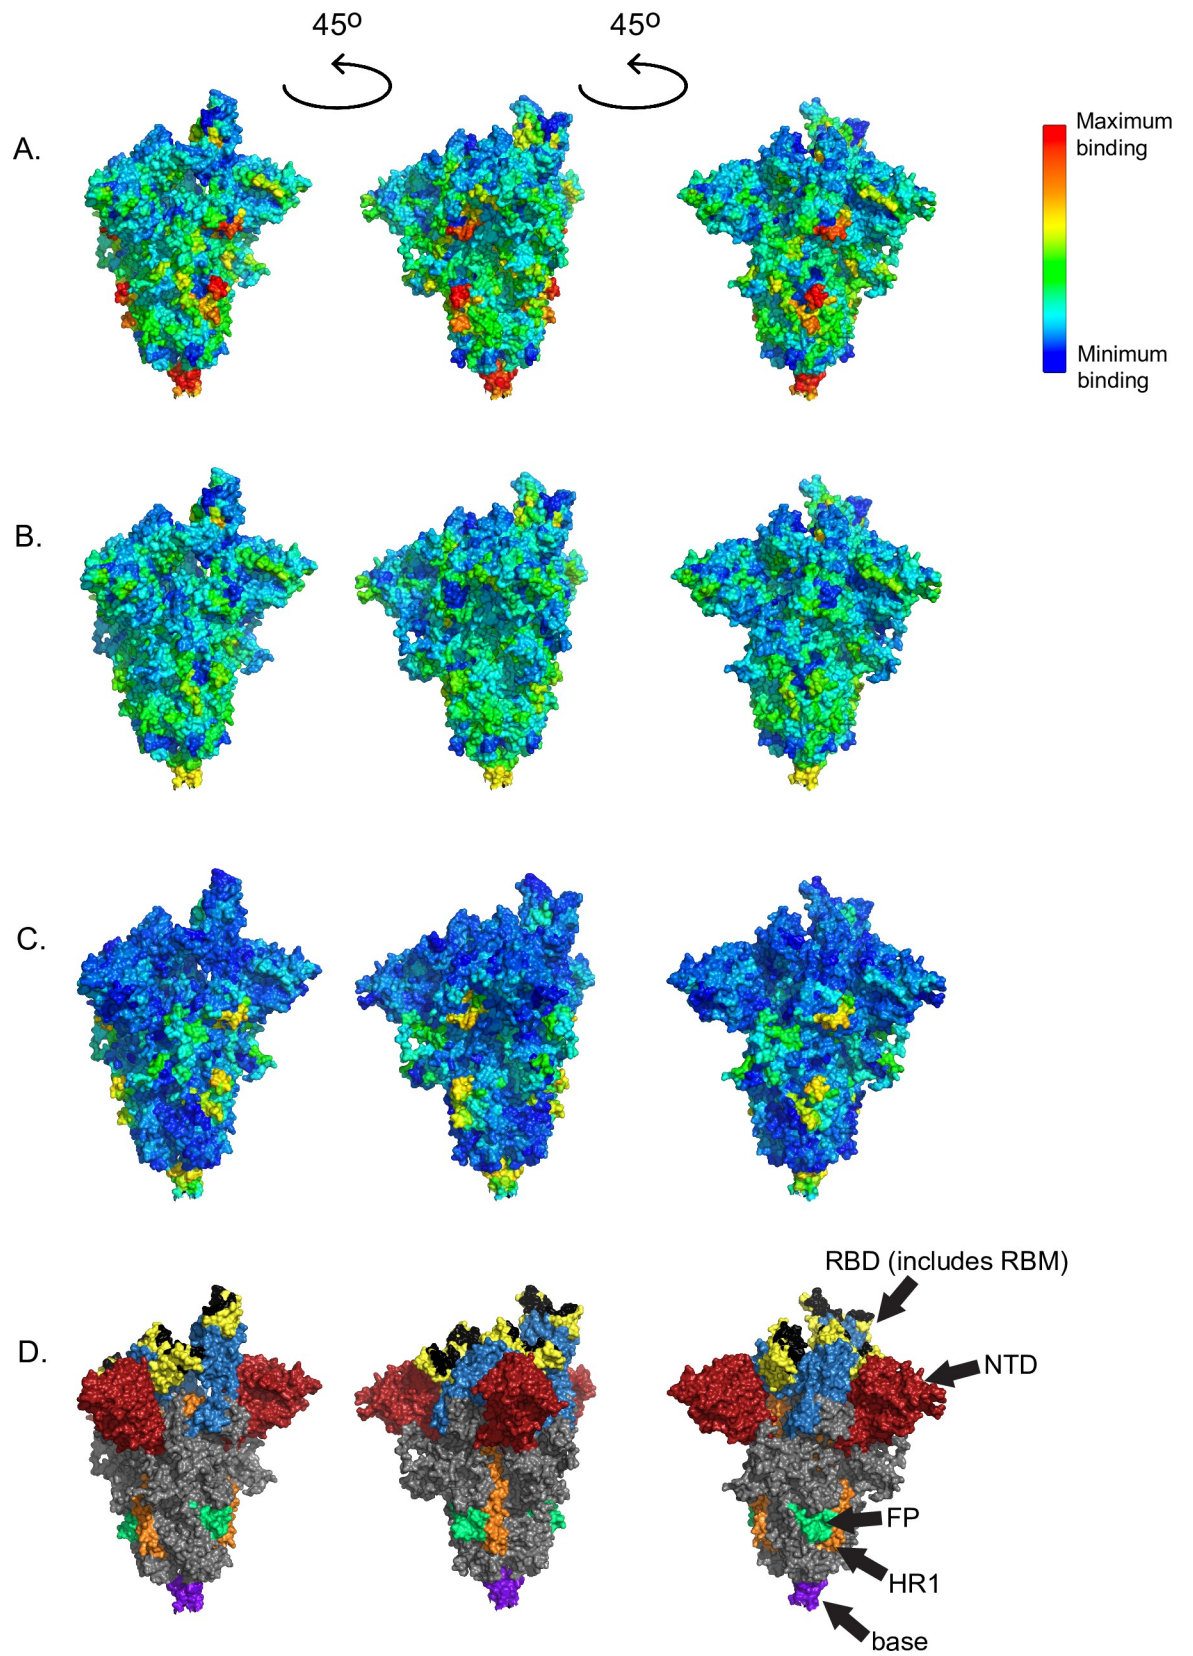 45º 45º
A.
Maximum
binding
Minimum
binding
B.
C.
RBD (includes RBM)
D.
NTD
FP
HR1
base